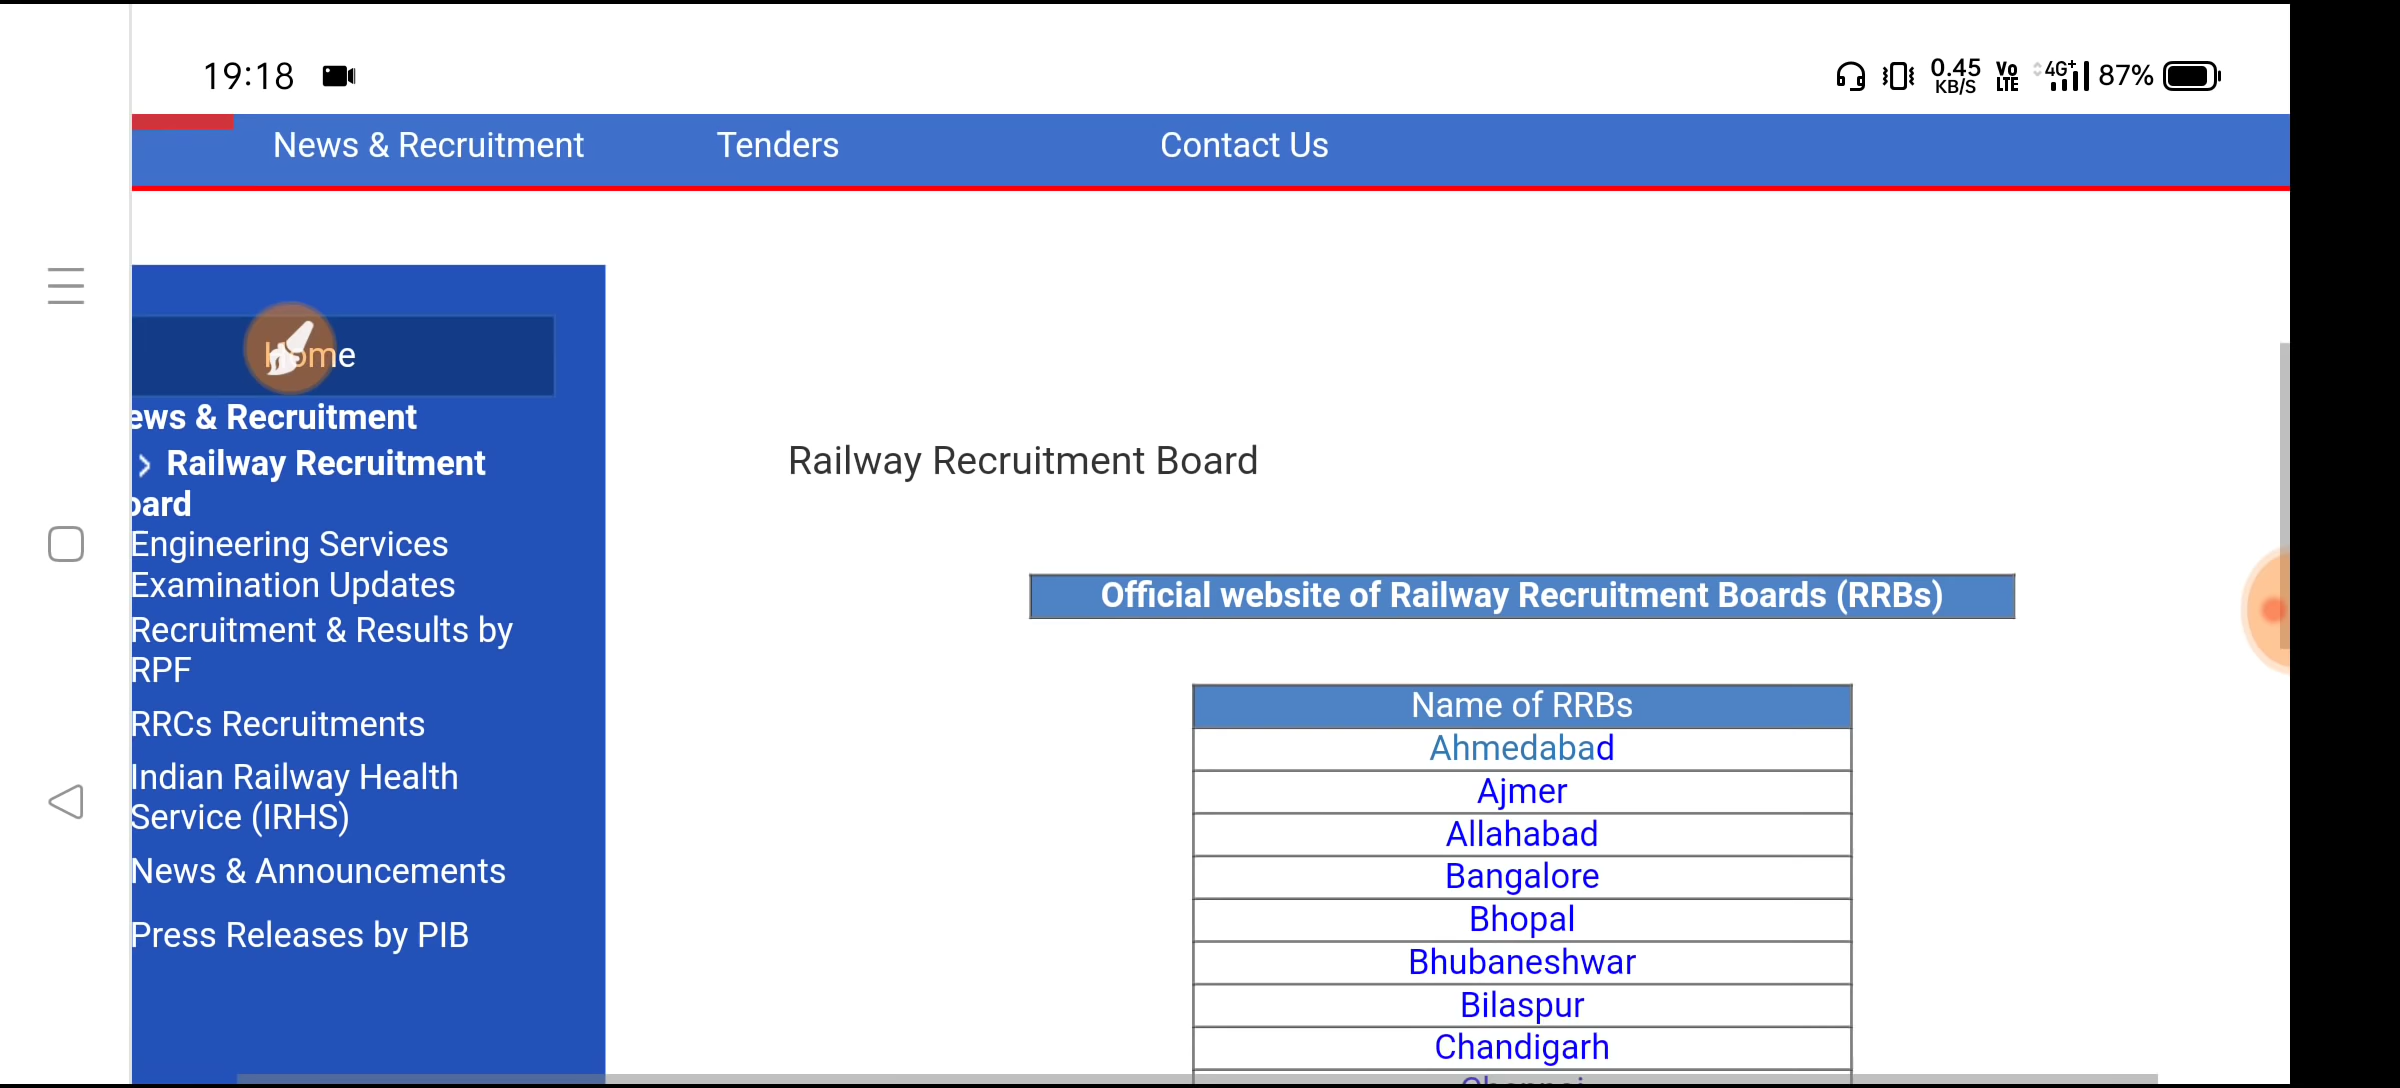 19:18
0.45
KB/S
Vo
LTE
4G+
87%
News & Recruitment
Tenders
Contact Us
Home
ews & Recruitment
Railway Recruitment
oard
Engineering Services
Examination Updates
Recruitment & Results by
RPF
RRCs Recruitments
Indian Railway Health
Service (IRHS)
News & Announcements
Press Releases by PIB
Railway Recruitment Board
Official website of Railway Recruitment Boards (RRBs)
Name of RRBs
Ahmedabad
Ajmer
Allahabad
Bangalore
Bhopal
Bhubaneshwar
Bilaspur
Chandigarh